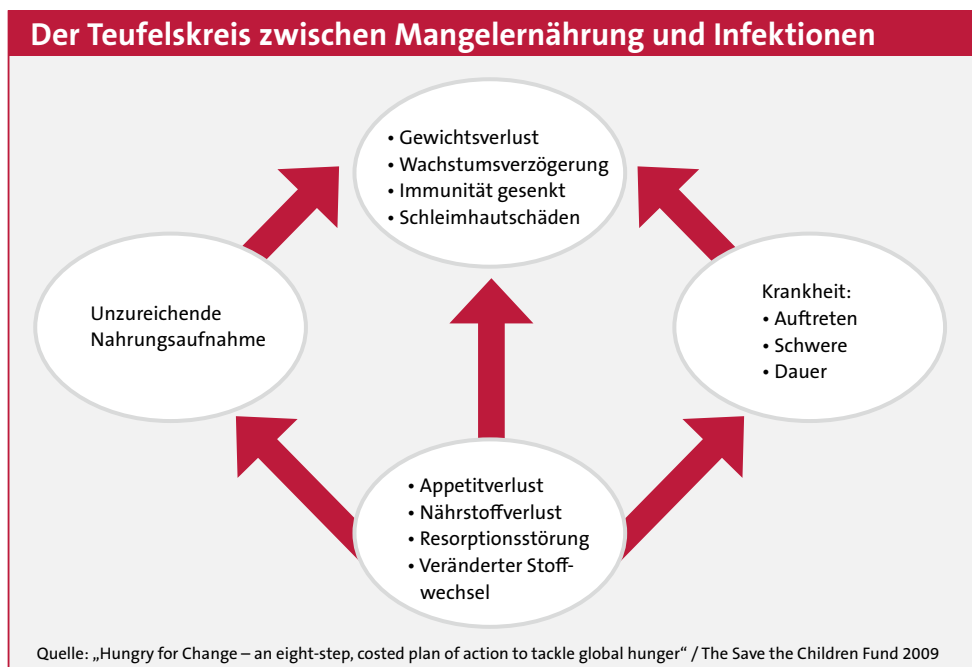 Der Teufelskreis zwischen Mangelernährung und Infektionen
• Gewichtsverlust
• Wachstumsverzögerung
• Immunität gesenkt
• Schleimhautschäden
Unzureichende
Nahrungsaufnahme
Krankheit:
• Auftreten
• Schwere
• Dauer
• Appetitverlust
• Nährstoffverlust
• Resorptionsstörung
• Veränderter Stoff-
wechsel
Quelle: „Hungry for Change – an eight-step, costed plan of action to tackle global hunger“ / The Save the Children Fund 2009